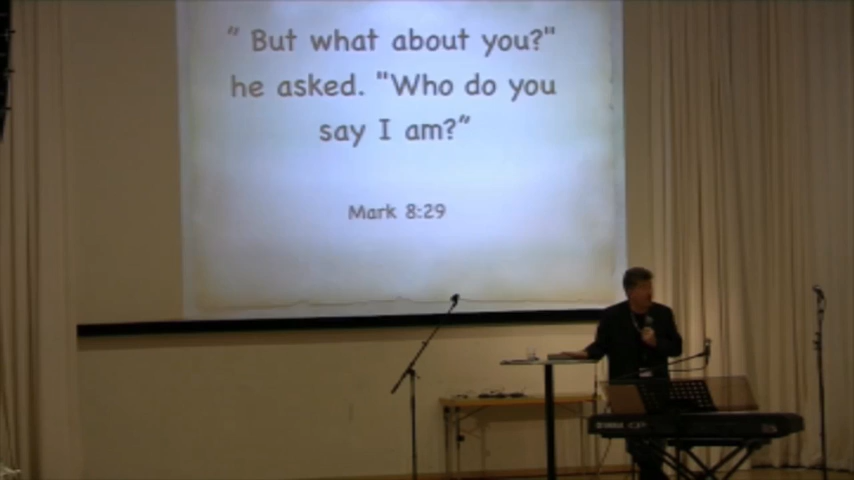 “ But what about you?"
he asked. "Who do you
say I am?”
Mark 8:29